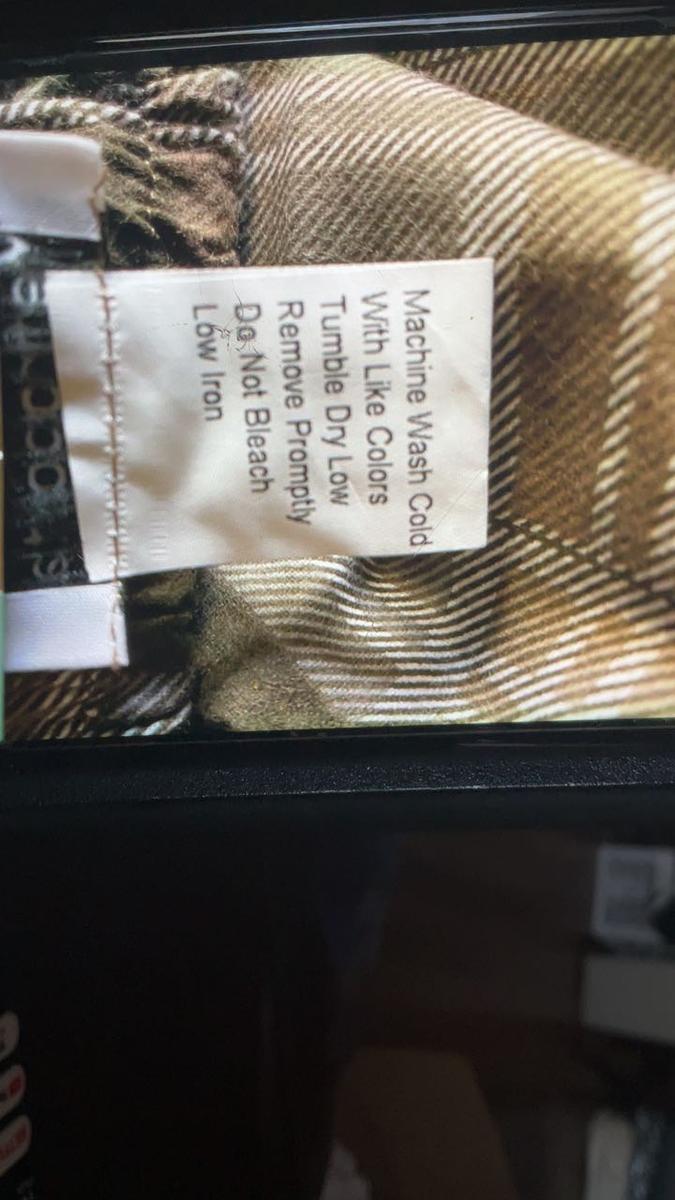 Machine Wash Cold
With Like Colors
Tumble Dry Low
Remove Promptly
Do Not Bleach
Low Iron